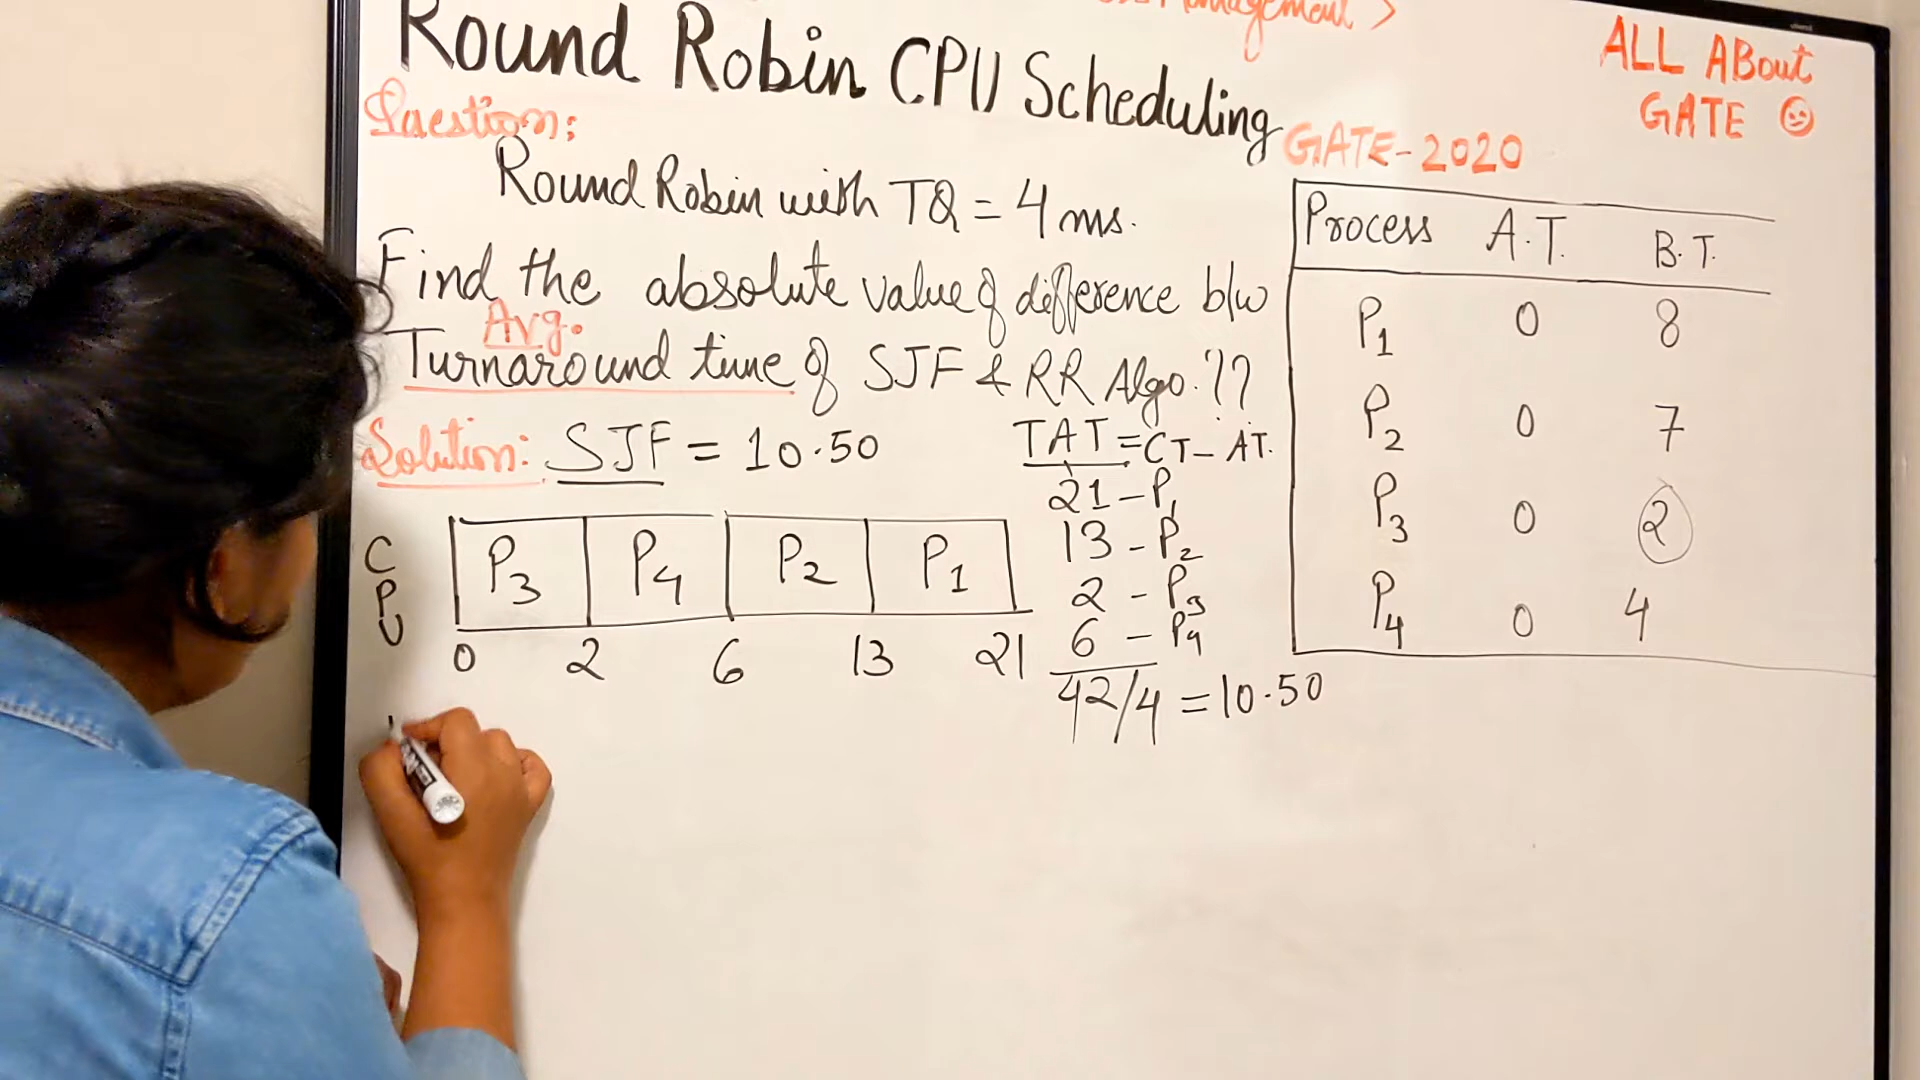 Management >
Round Robin CPU Scheduling
ALL ABout
GATE
Question:
GATE-2020
Round Robin with TQ = 4 ms.
Find the absolute value of difference b/w
Avg.
Turnaround time of SJF & RR Algo.??
Solution: SJF = 10.50
TAT = CT - AT.
21 - P1
13 - P2
2 - P3
6 - P4
42/4 = 10.50
CPU
P3 P4 P2 P1
0 2 6 13 21
Process A.T. B.T.
P1 0 8
P2 0 7
P3 0 2
P4 0 4